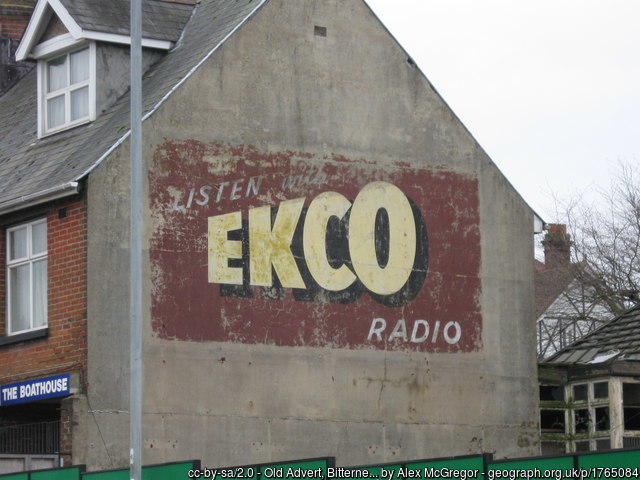 LISTEN with
EKCO
RADIO
THE BOATHOUSE
cc-by-sa/2.0 - Old Advert, Bitterne... by Alex McGregor - geograph.org.uk/p/1765084